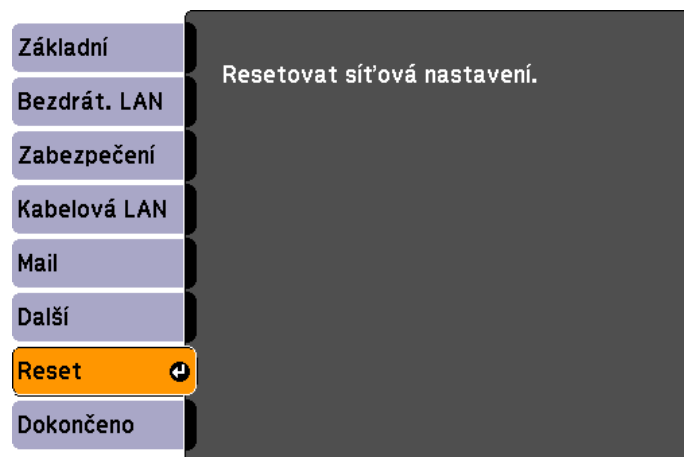 Základní
Bezdrát. LAN
Zabezpečení
Kabelová LAN
Mail
Další
Reset
Dokončeno
Resetovat síťová nastavení.